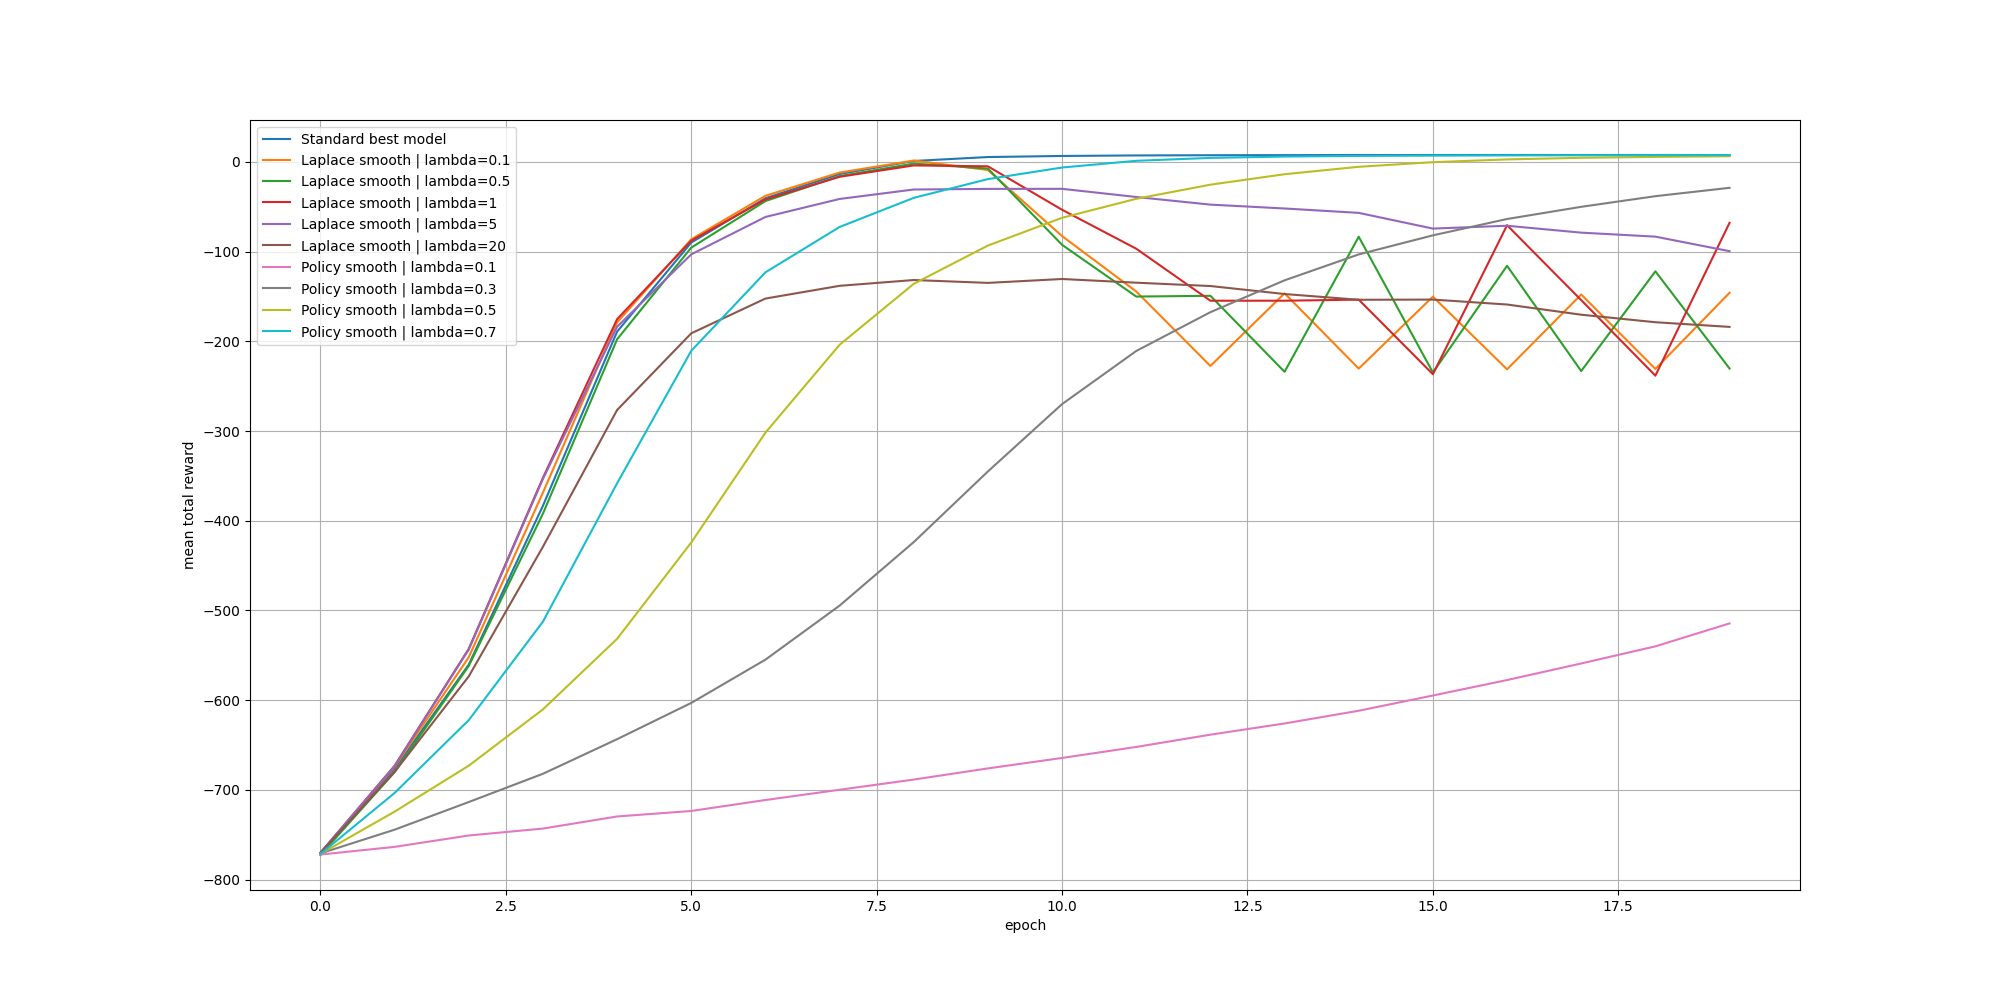 Standard best model
Laplace smooth | lambda=0.1
Laplace smooth | lambda=0.5
Laplace smooth | lambda=1
Laplace smooth | lambda=5
Laplace smooth | lambda=20
Policy smooth | lambda=0.1
Policy smooth | lambda=0.3
Policy smooth | lambda=0.5
Policy smooth | lambda=0.7
mean total reward
0
−100
−200
−300
−400
−500
−600
−700
−800
0.0 2.5 5.0 7.5 10.0 12.5 15.0 17.5
epoch